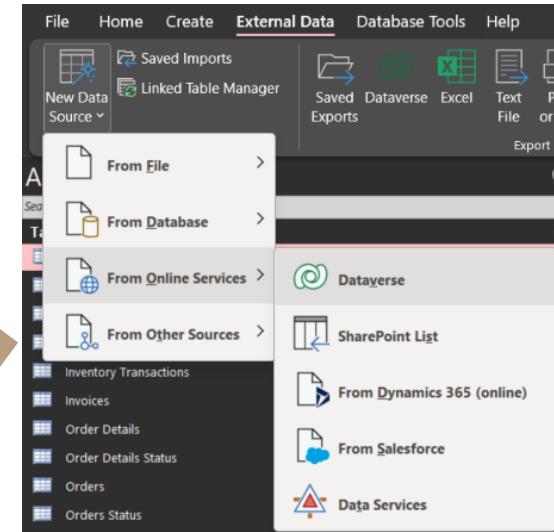 File Home Create External Data Database Tools Help
New Data Source
Saved Imports
Linked Table Manager
Saved Exports
Dataverse
Excel
Text File
Export
From File
From Database
From Online Services
From Other Sources
Dataverse
SharePoint List
From Dynamics 365 (online)
From Salesforce
Data Services
Inventory Transactions
Invoices
Order Details
Order Details Status
Orders
Orders Status